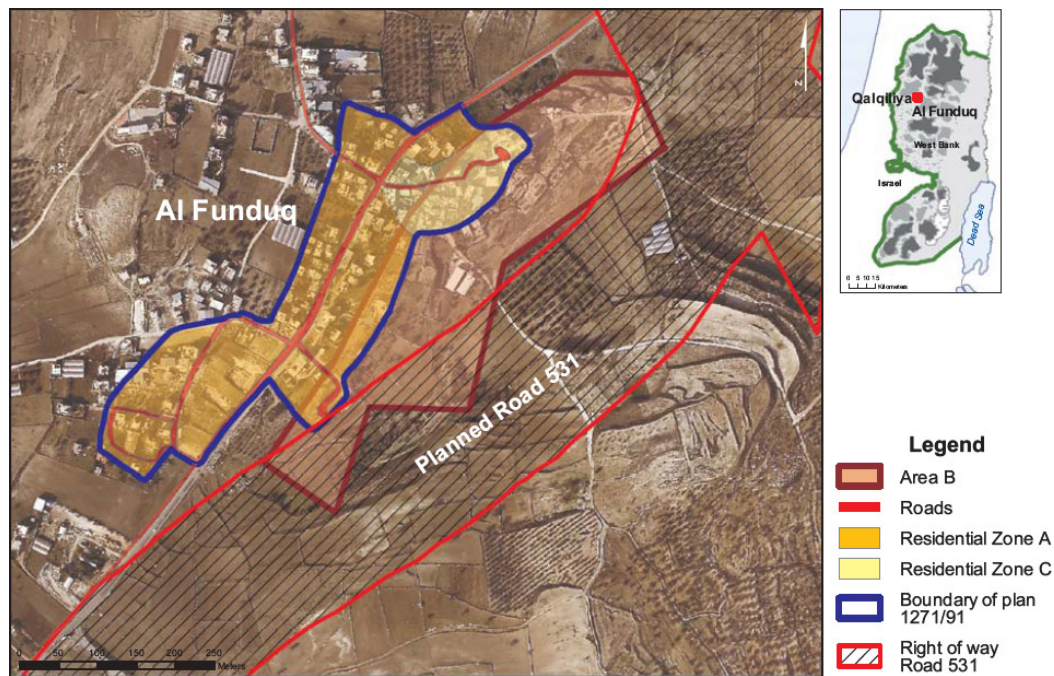 Al Funduq
Planned Road 531
0 50 100 150 200 250
Meters
N
Qalqiliya
Al Funduq
West Bank
Israel
Dead Sea
0 5 10 15
Kilometers
Legend
Area B
Roads
Residential Zone A
Residential Zone C
Boundary of plan
1271/91
Right of way
Road 531